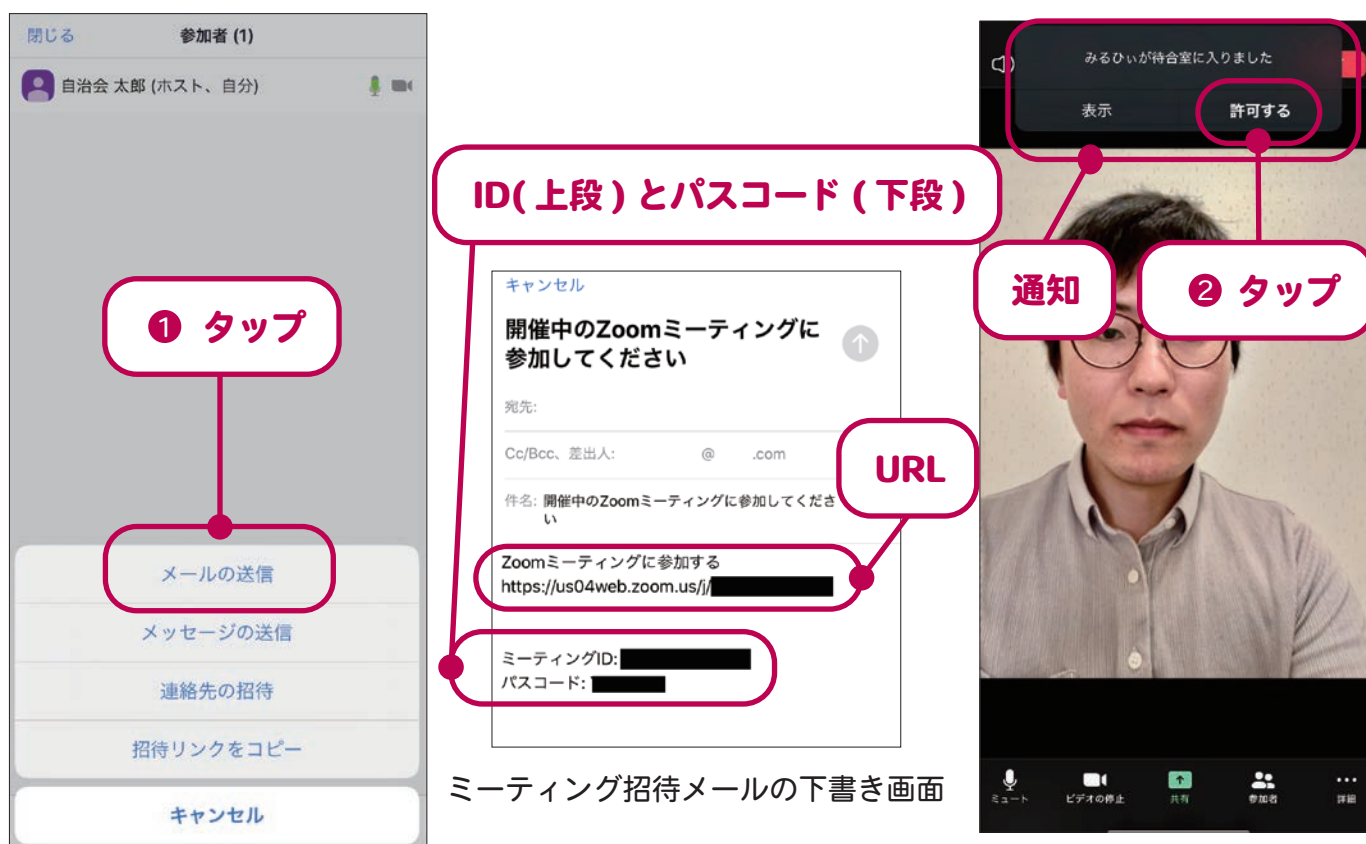 閉じる
参加者 (1)
自治会 太郎 (ホスト、自分)
❶ タップ
メールの送信
メッセージの送信
連絡先の招待
招待リンクをコピー
キャンセル
ID(上段)とパスコード(下段)
キャンセル
開催中のZoomミーティングに
参加してください
宛先:
Cc/Bcc、差出人: @ .com
URL
件名: 開催中のZoomミーティングに参加してくださ
い
Zoomミーティングに参加する
https://us04web.zoom.us/j/
ミーティングID:
パスコード:
ミーティング招待メールの下書き画面
みるひぃが待合室に入りました
表示
許可する
通知
❷ タップ
ミュート
ビデオの停止
共有
参加者
詳細